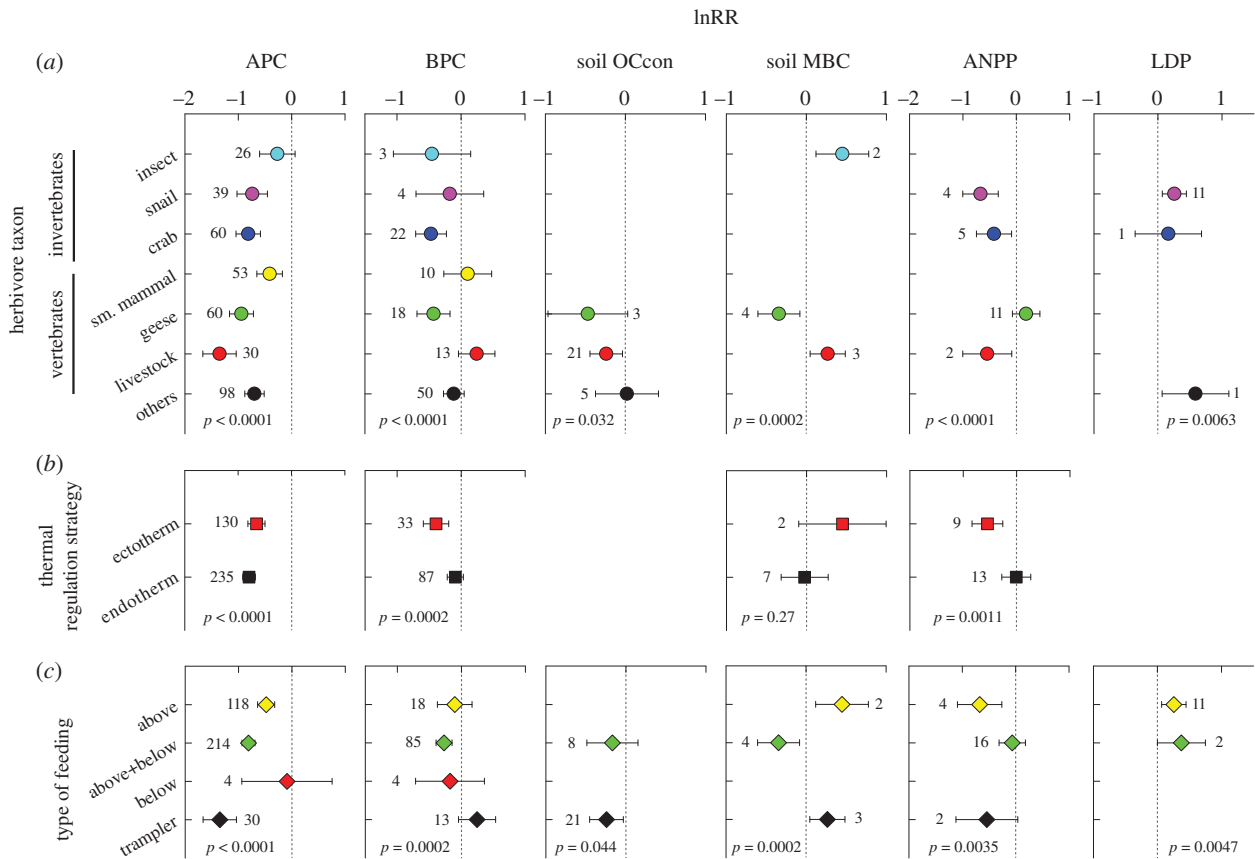 lnRR
(a) APC BPC soil OCcon soil MBC ANPP LDP
−2 −1 0 1 −1 0 1 −1 0 1 0 1 −2 −1 0 1 −1 0 1
herbivore taxon
invertebrates
vertebrates
insect 26 3 2
snail 39 4 4 11
crab 60 22 5 1
sm. mammal 53 10
geese 60 18 3 4 11
livestock 30 13 21 3 2
others 98 50 5 1
p < 0.0001 p < 0.0001 p = 0.032 p = 0.0002 p < 0.0001 p = 0.0063
(b)
thermal
regulation strategy
ectotherm 130 33 2 9
endotherm 235 87 7 13
p < 0.0001 p = 0.0002 p = 0.27 p = 0.0011
(c)
type of feeding
above 118 18 2 4 11
above+below 214 85 8 4 16 2
below 4 4
trampler 30 13 21 3 2
p < 0.0001 p = 0.0002 p = 0.044 p = 0.0002 p = 0.0035 p = 0.0047